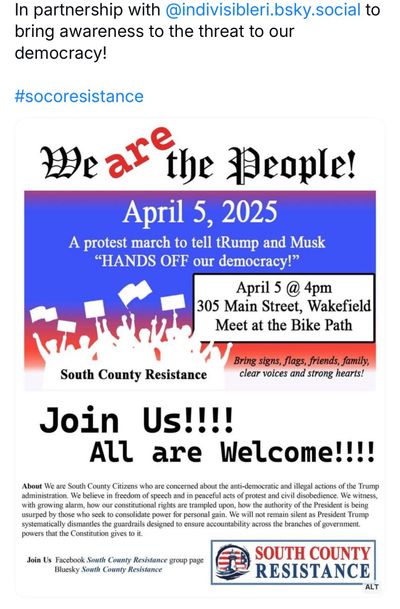 In partnership with @indivisibleri.bsky.social to
bring awareness to the threat to our
democracy!
#socoresistance
We are the People!
April 5, 2025
A protest march to tell tRump and Musk
“HANDS OFF our democracy!”
April 5 @ 4pm
305 Main Street, Wakefield
Meet at the Bike Path
Bring signs, flags, friends, family,
clear voices and strong hearts!
South County Resistance
Join Us!!!!
All are Welcome!!!!
About We are South County Citizens who are concerned about the anti-democratic and illegal actions of the Trump
administration. We believe in freedom of speech and in peaceful acts of protest and civil disobedience. We witness,
with growing alarm, how our constitutional rights are trampled upon, how the authority of the President is being
usurped by those who seek to consolidate power for personal gain. We will not remain silent as President Trump
systematically dismantles the guardrails designed to ensure accountability across the branches of government.
powers that the Constitution gives to it.
Join Us Facebook South County Resistance group page
Bluesky South County Resistance
SOUTH COUNTY
RESISTANCE
ALT